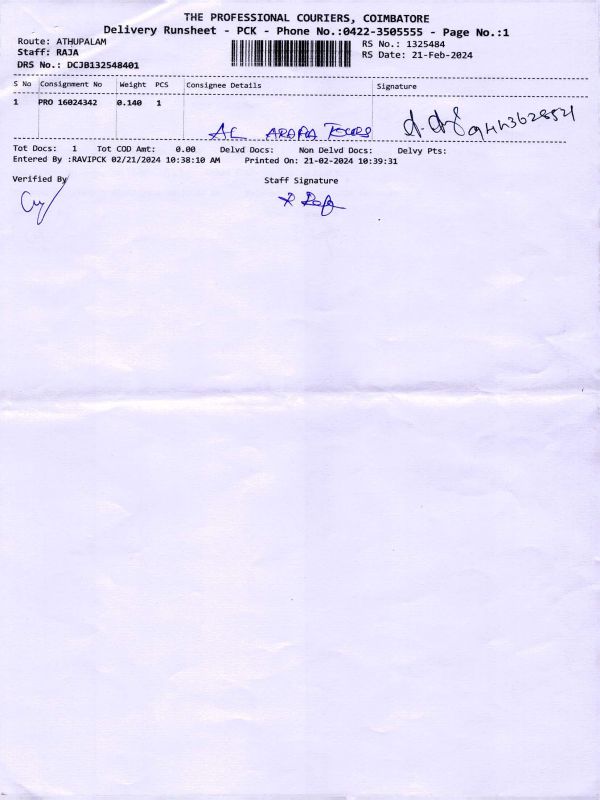 THE PROFESSIONAL COURIERS, COIMBATORE
Delivery Runsheet - PCK - Phone No.:0422-3505555 - Page No.:1
Route: ATHUPALAM
Staff: RAJA
DRS No.: DCJB132548401
RS No.: 1325484
RS Date: 21-Feb-2024
S No Consignment No Weight PCS Consignee Details Signature
1 PRO 16024342 0.140 1
AL ARAFA TOURS
9443628521
Tot Docs: 1 Tot COD Amt: 0.00 Delvd Docs: Non Delvd Docs: Delvy Pts:
Entered By :RAVIPCK 02/21/2024 10:38:10 AM Printed On: 21-02-2024 10:39:31
Verified By Staff Signature